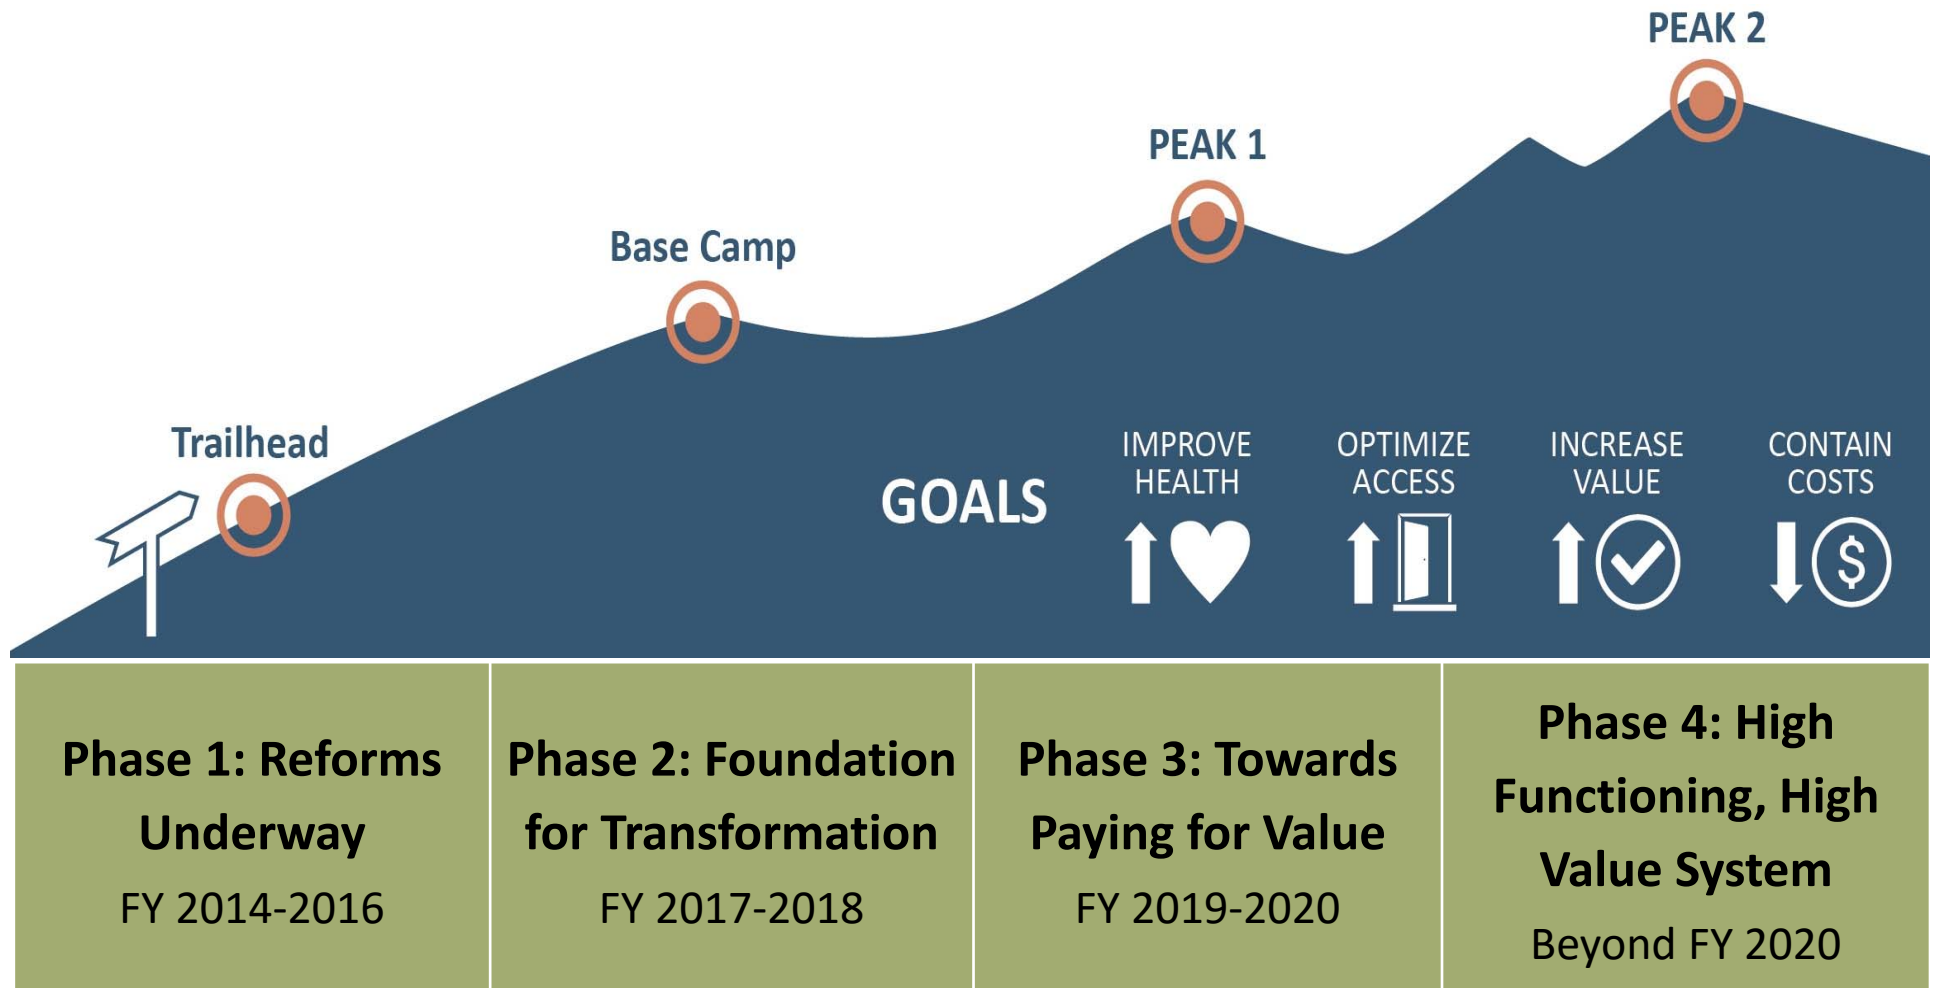 PEAK 2
PEAK 1
Base Camp
Trailhead
GOALS
IMPROVE
HEALTH
OPTIMIZE
ACCESS
INCREASE
VALUE
CONTAIN
COSTS
$
Phase 1: Reforms
Underway
FY 2014-2016
Phase 2: Foundation
for Transformation
FY 2017-2018
Phase 3: Towards
Paying for Value
FY 2019-2020
Phase 4: High
Functioning, High
Value System
Beyond FY 2020